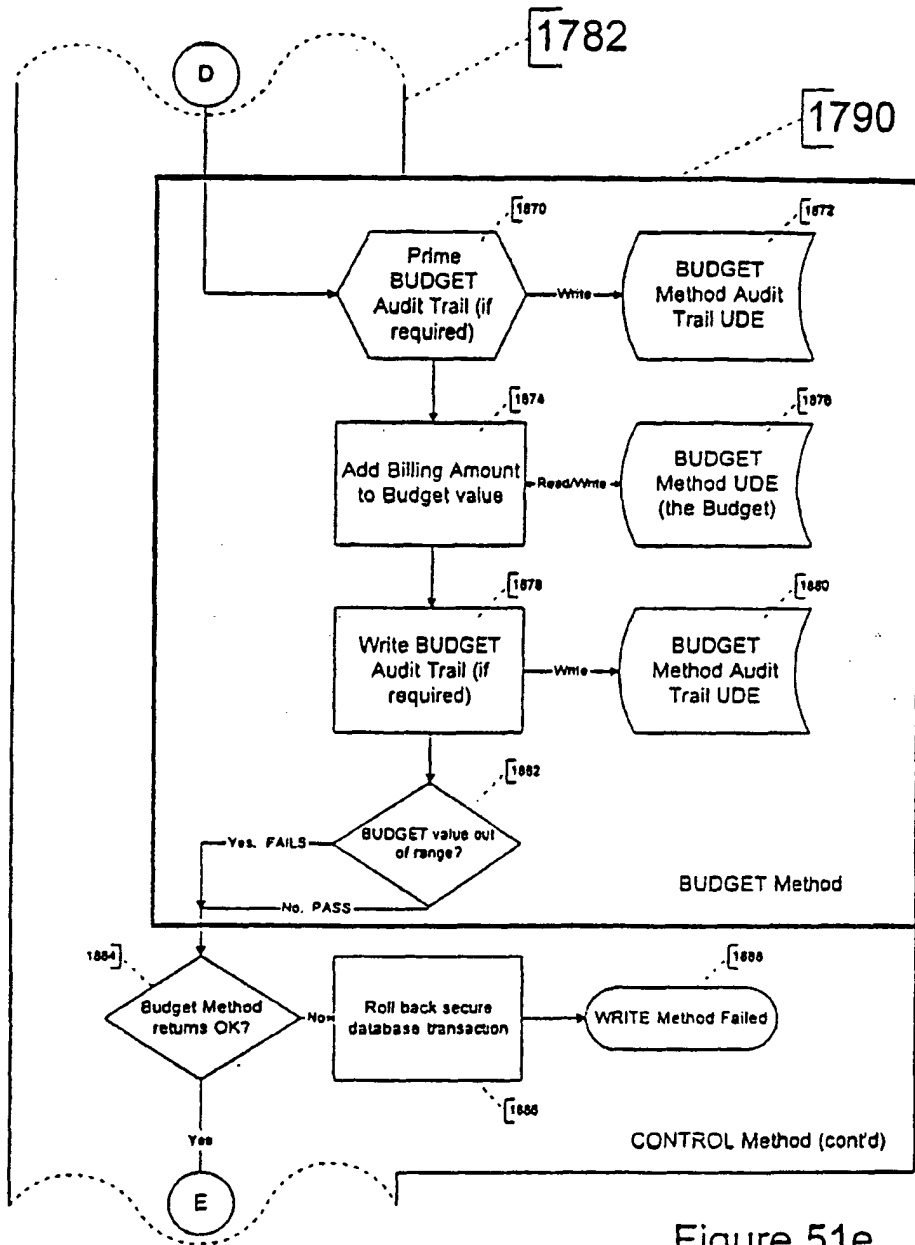 1782
D
1790
1870
Prime
BUDGET
Audit Trail (if
required)
Write
1872
BUDGET
Method Audit
Trail UDE
1874
Add Billing Amount
to Budget value
Read/Write
1876
BUDGET
Method UDE
(the Budget)
1878
Write BUDGET
Audit Trail (if
required)
Write
1880
BUDGET
Method Audit
Trail UDE
1882
BUDGET value out
of range?
Yes, FAILS
No, PASS
BUDGET Method
1884
Budget Method
returns OK?
No
Roll back secure
database transaction
1886
1888
WRITE Method Failed
Yes
CONTROL Method (cont'd)
E
Figure 51e